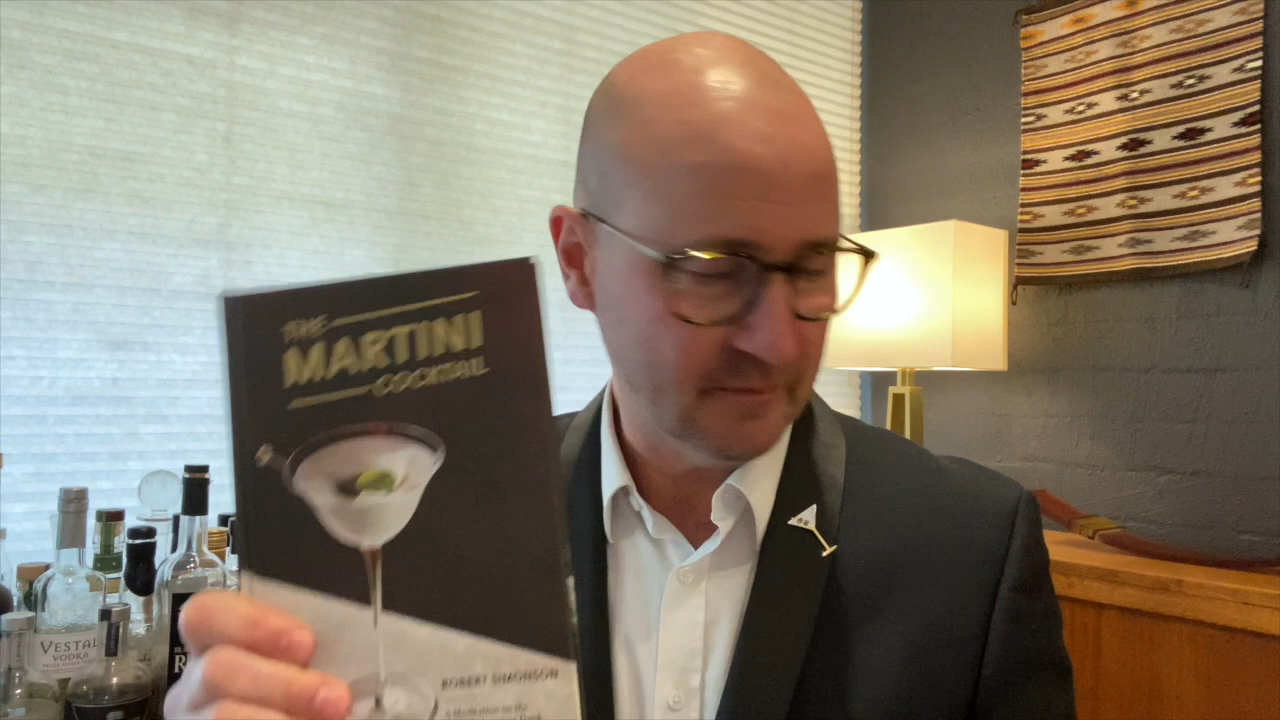 THE
MARTINI
COCKTAIL
ROBERT SIMONSON
VESTAL
VODKA
R